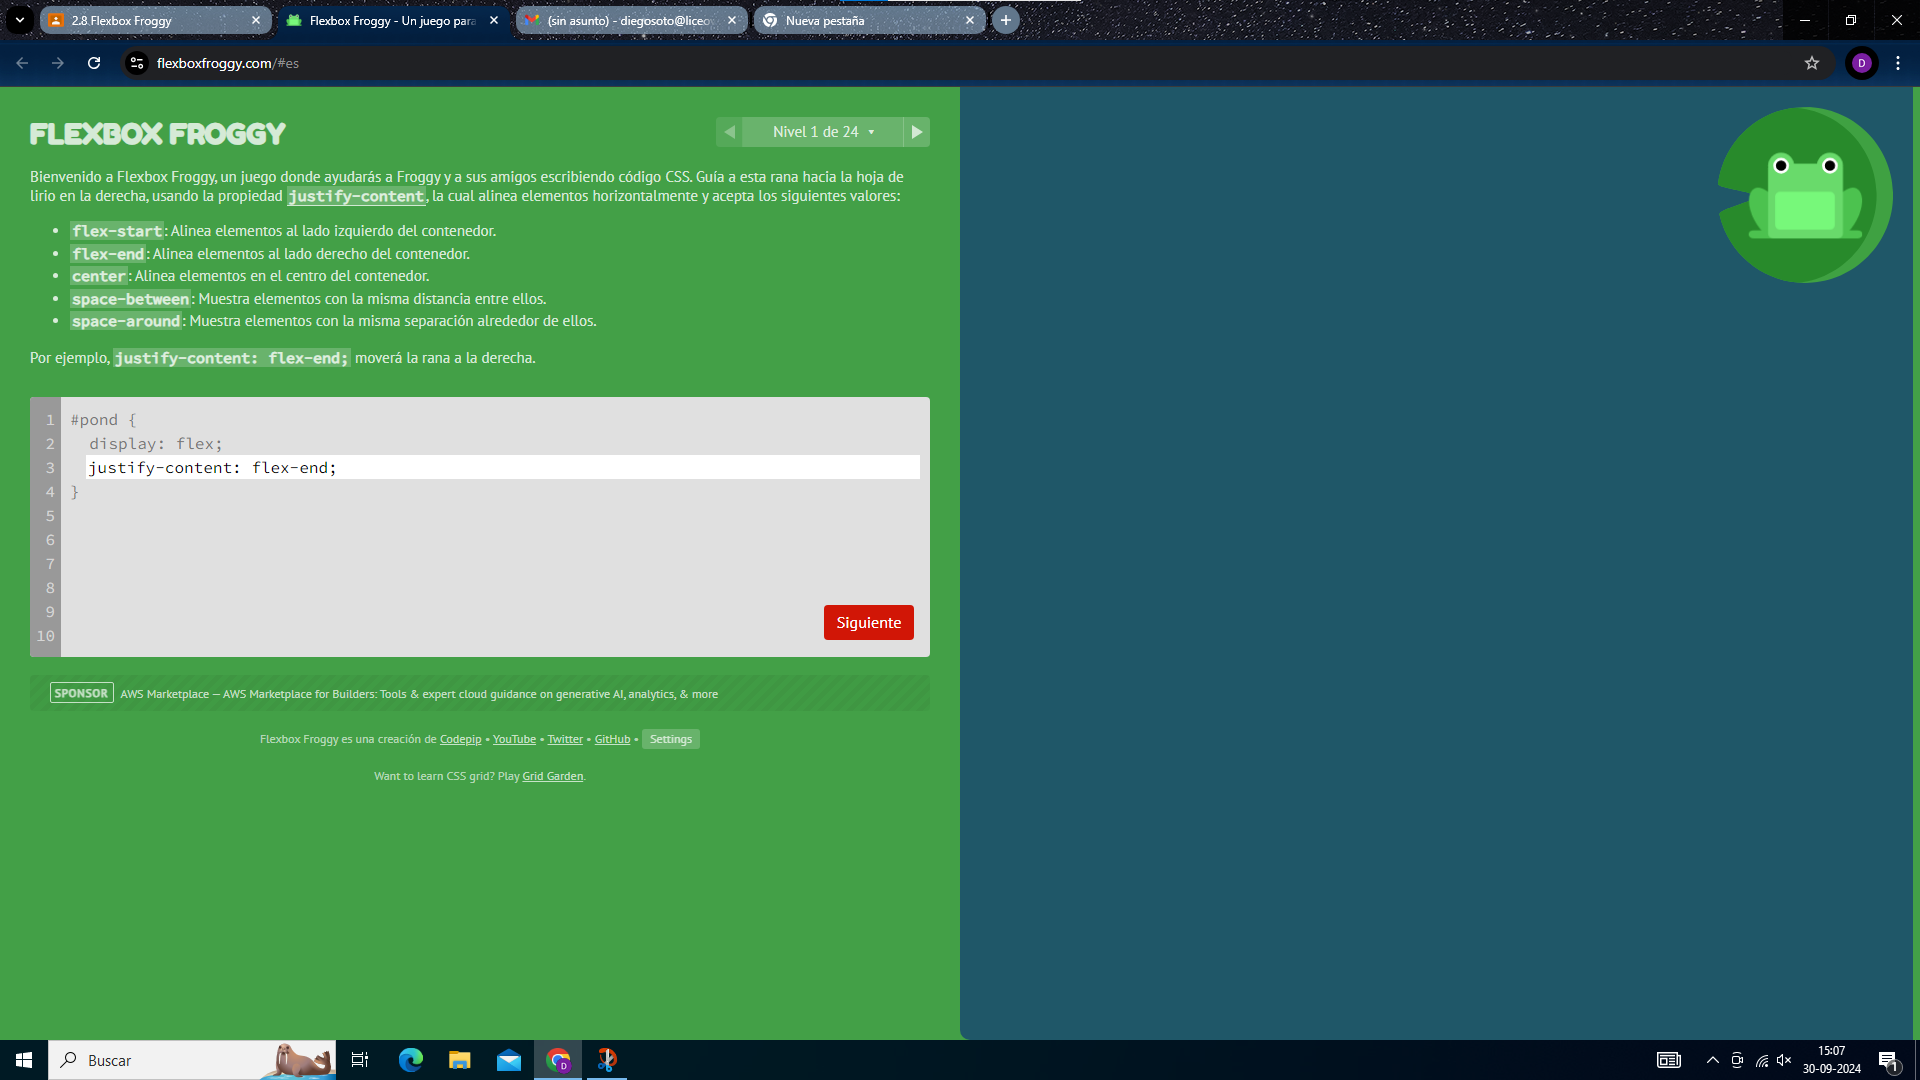 2.8 Flexbox Froggy
Flexbox Froggy - Un juego para
(sin asunto) - diegosoto@liceov
Nueva pestaña
flexboxfroggy.com/#es
D
FLEXBOX FROGGY
Nivel 1 de 24
Bienvenido a Flexbox Froggy, un juego donde ayudarás a Froggy y a sus amigos escribiendo código CSS. Guía a esta rana hacia la hoja de
lirio en la derecha, usando la propiedad justify-content, la cual alinea elementos horizontalmente y acepta los siguientes valores:
• flex-start: Alinea elementos al lado izquierdo del contenedor.
• flex-end: Alinea elementos al lado derecho del contenedor.
• center: Alinea elementos en el centro del contenedor.
• space-between: Muestra elementos con la misma distancia entre ellos.
• space-around: Muestra elementos con la misma separación alrededor de ellos.
Por ejemplo, justify-content: flex-end; moverá la rana a la derecha.
1 #pond {
2 display: flex;
3 justify-content: flex-end;
4 }
5
6
7
8
9
10
Siguiente
SPONSOR AWS Marketplace — AWS Marketplace for Builders: Tools & expert cloud guidance on generative AI, analytics, & more
Flexbox Froggy es una creación de Codepip • YouTube • Twitter • GitHub • Settings
Want to learn CSS grid? Play Grid Garden.
Buscar
D
15:07
30-09-2024
1